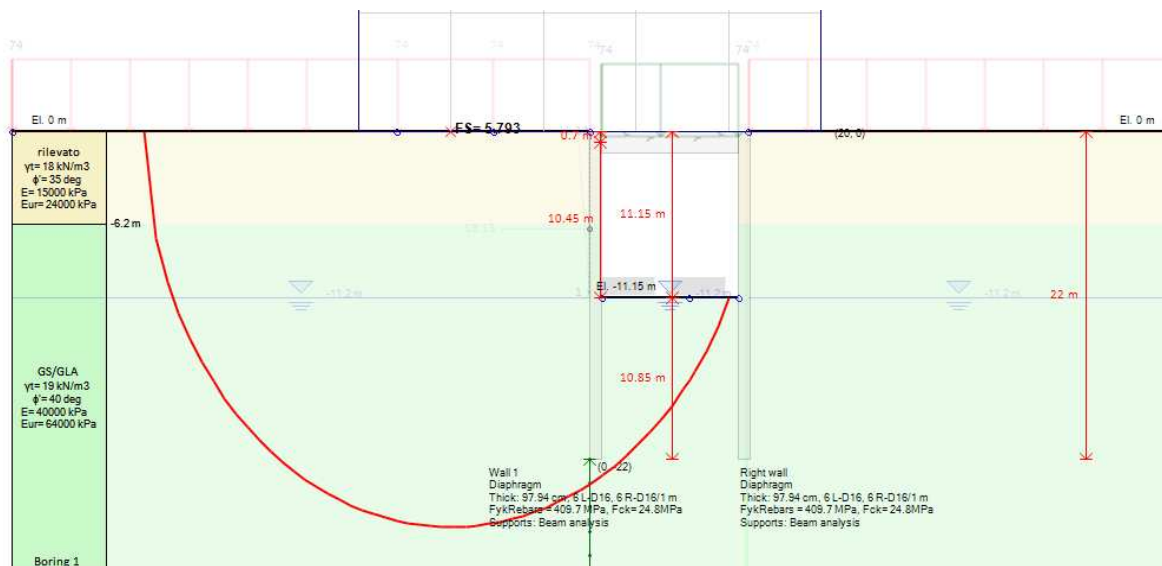 74
74
74
74
74
74
El. 0 m
FS= 5.793
0.7 m
(20, 0)
El. 0 m
rilevato
γt= 18 kN/m3
ϕ'= 35 deg
E= 15000 kPa
Eur= 24000 kPa
-6.2 m
10.45 m
11.15 m
El. -11.15 m
-11.2 m
-11.2 m
-11.2 m
22 m
GS/GLA
γt= 19 kN/m3
ϕ'= 40 deg
E= 40000 kPa
Eur= 64000 kPa
10.85 m
(0, -22)
Wall 1
Diaphragm
Thick: 97.94 cm, 6 L-D16, 6 R-D16/1 m
FykRebars = 409.7 MPa, Fck= 24.8MPa
Supports: Beam analysis
Right wall
Diaphragm
Thick: 97.94 cm, 6 L-D16, 6 R-D16/1 m
FykRebars = 409.7 MPa, Fck= 24.8MPa
Supports: Beam analysis
Boring 1